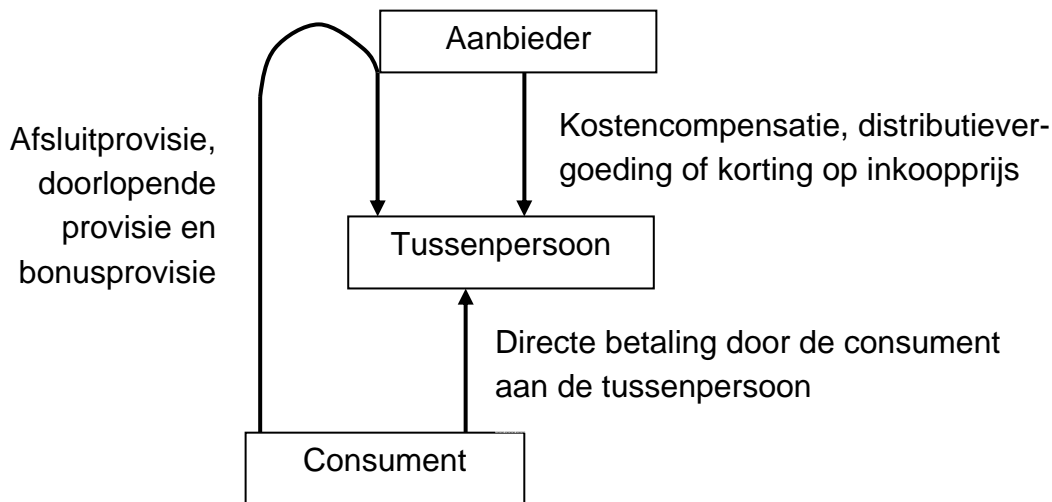 Aanbieder
Afsluitprovisie,
doorlopende
provisie en
bonusprovisie
Kostencompensatie, distributiever-
goeding of korting op inkoopprijs
Tussenpersoon
Directe betaling door de consument
aan de tussenpersoon
Consument